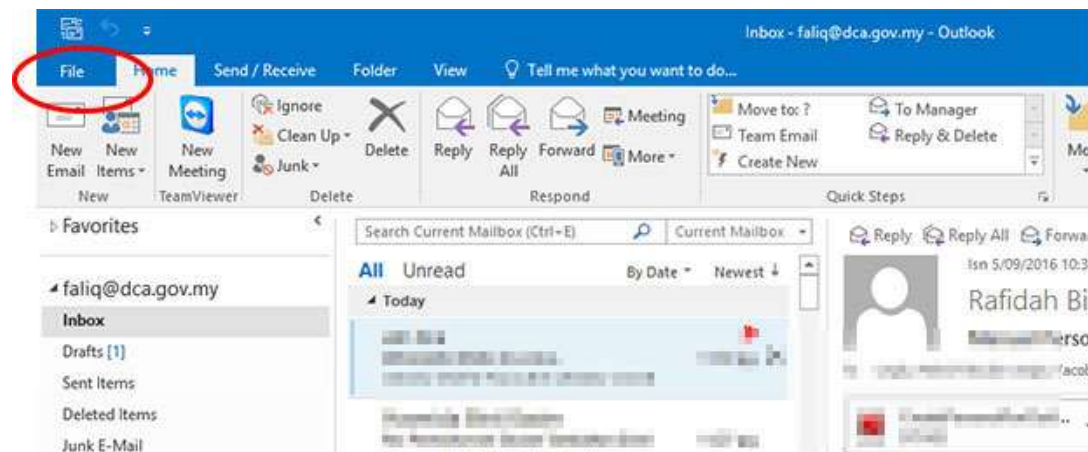 Inbox - faliq@dca.gov.my - Outlook
File Home Send / Receive Folder View Tell me what you want to do...
New Email
New Items
New Meeting
Ignore
Clean Up
Junk
Delete
Reply
Reply All
Forward
Meeting
More
Move to: ?
Team Email
Create New
To Manager
Reply & Delete
New
TeamViewer
Delete
Respond
Quick Steps
Favorites
Search Current Mailbox (Ctrl+E)
Current Mailbox
Reply Reply All Forwa
All Unread By Date Newest
Isn 5/09/2016 10:3
faliq@dca.gov.my
Today
Rafidah Bi
Inbox
Drafts [1]
Sent Items
Deleted Items
Junk E-Mail